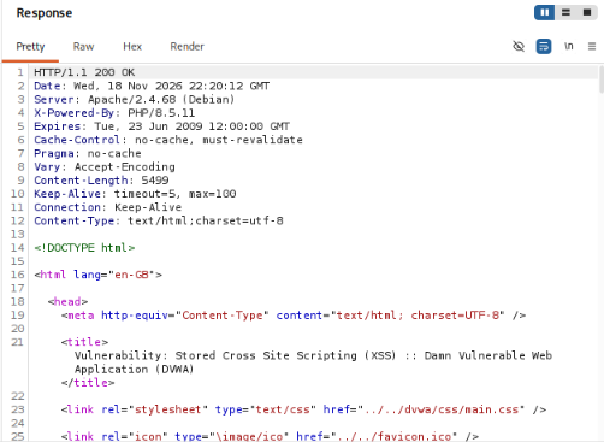 Response
Pretty Raw Hex Render \n
1 HTTP/1.1 200 OK
2 Date: Wed, 18 Nov 2026 22:20:12 GMT
3 Server: Apache/2.4.68 (Debian)
4 X-Powered-By: PHP/8.5.11
5 Expires: Tue, 23 Jun 2009 12:00:00 GMT
6 Cache-Control: no-cache, must-revalidate
7 Pragma: no-cache
8 Vary: Accept-Encoding
9 Content-Length: 5499
10 Keep-Alive: timeout=5, max=100
11 Connection: Keep-Alive
12 Content-Type: text/html;charset=utf-8
13
14 <!DOCTYPE html>
15
16 <html lang="en-GB">
17
18 <head>
19 <meta http-equiv="Content-Type" content="text/html; charset=UTF-8" />
20
21 <title>
Vulnerability: Stored Cross Site Scripting (XSS) :: Damn Vulnerable Web
Application (DVWA)
</title>
22
23 <link rel="stylesheet" type="text/css" href="../../dvwa/css/main.css" />
24
25 <link rel="icon" type="\image/ico" href="../../favicon.ico" />